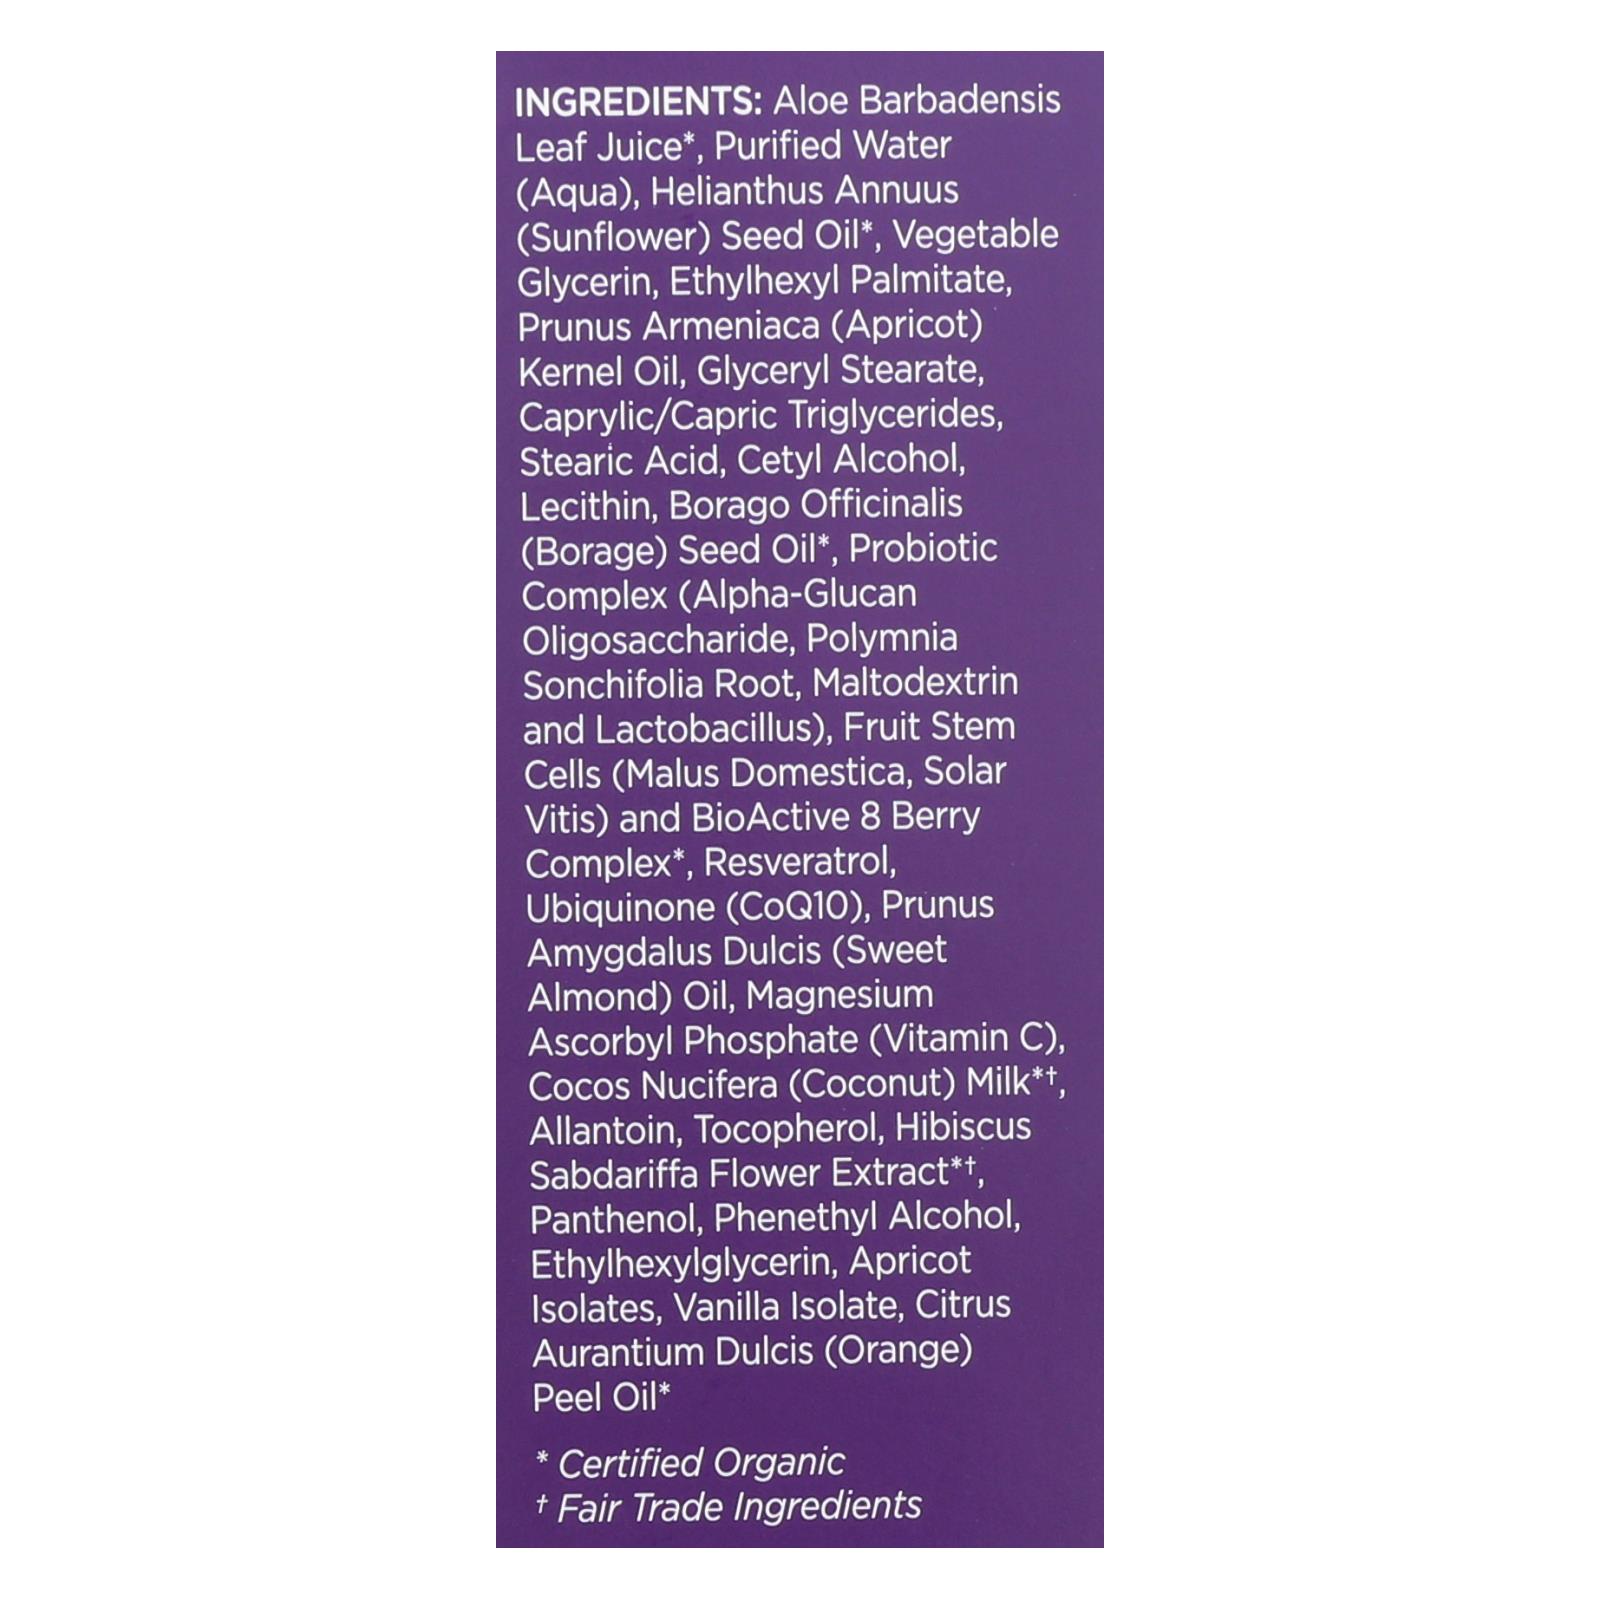 INGREDIENTS: Aloe Barbadensis
Leaf Juice*, Purified Water
(Aqua), Helianthus Annuus
(Sunflower) Seed Oil*, Vegetable
Glycerin, Ethylhexyl Palmitate,
Prunus Armeniaca (Apricot)
Kernel Oil, Glyceryl Stearate,
Caprylic/Capric Triglycerides,
Stearic Acid, Cetyl Alcohol,
Lecithin, Borago Officinalis
(Borage) Seed Oil*, Probiotic
Complex (Alpha-Glucan
Oligosaccharide, Polymnia
Sonchifolia Root, Maltodextrin
and Lactobacillus), Fruit Stem
Cells (Malus Domestica, Solar
Vitis) and BioActive 8 Berry
Complex*, Resveratrol,
Ubiquinone (CoQ10), Prunus
Amygdalus Dulcis (Sweet
Almond) Oil, Magnesium
Ascorbyl Phosphate (Vitamin C),
Cocos Nucifera (Coconut) Milk*†,
Allantoin, Tocopherol, Hibiscus
Sabdariffa Flower Extract*†,
Panthenol, Phenethyl Alcohol,
Ethylhexylglycerin, Apricot
Isolates, Vanilla Isolate, Citrus
Aurantium Dulcis (Orange)
Peel Oil*
* Certified Organic
† Fair Trade Ingredients